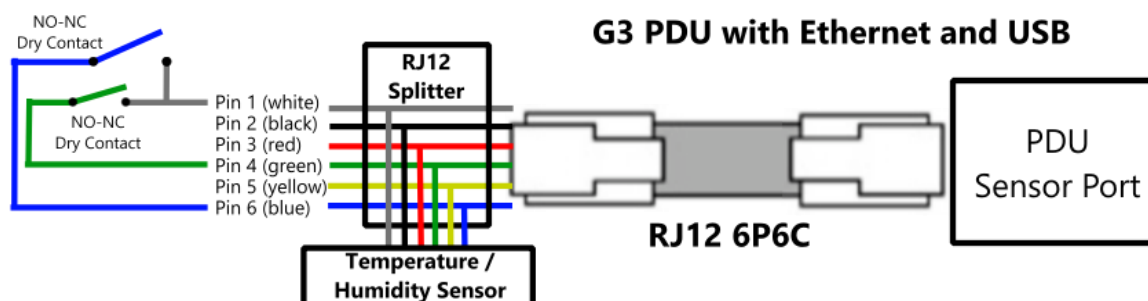 NO-NC
Dry Contact
NO-NC
Dry Contact
Pin 1 (white)
Pin 2 (black)
Pin 3 (red)
Pin 4 (green)
Pin 5 (yellow)
Pin 6 (blue)
RJ12
Splitter
Temperature /
Humidity Sensor
G3 PDU with Ethernet and USB
RJ12 6P6C
PDU
Sensor Port